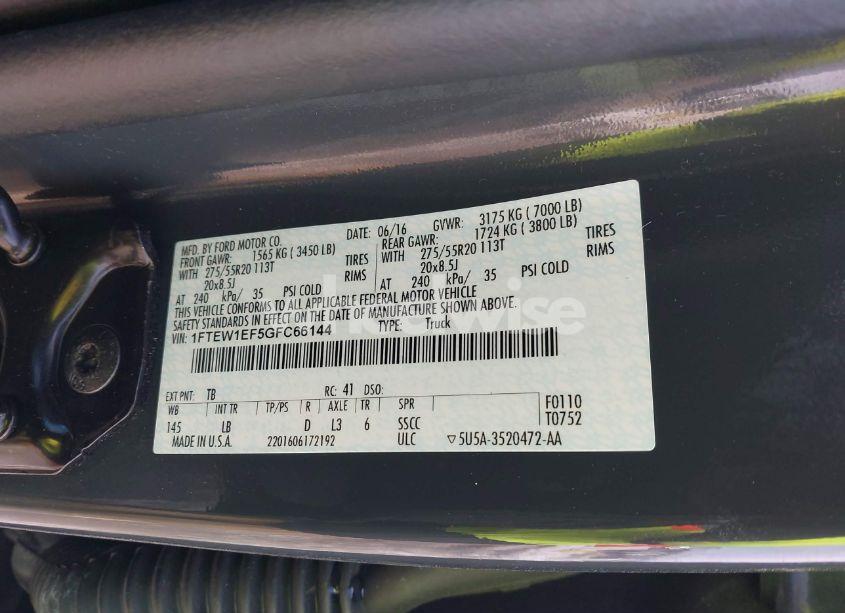 MFD. BY FORD MOTOR CO. DATE: 06/16 GVWR: 3175 KG ( 7000 LB)
FRONT GAWR: 1565 KG ( 3450 LB) REAR GAWR: 1724 KG ( 3800 LB)
WITH 275/55R20 113T TIRES WITH 275/55R20 113T TIRES
20x8.5J RIMS 20x8.5J RIMS
AT 240 kPa/ 35 PSI COLD AT 240 kPa/ 35 PSI COLD
THIS VEHICLE CONFORMS TO ALL APPLICABLE FEDERAL MOTOR VEHICLE
SAFETY STANDARDS IN EFFECT ON THE DATE OF MANUFACTURE SHOWN ABOVE.
VIN: 1FTEW1EF5GFC66144 TYPE: Truck
EXT PNT: TB RC: 41 DSO: F0110
WB INT TR TP/PS R AXLE TR SPR T0752
145 LB D L3 6 SSCC
MADE IN U.S.A. 2201606172192 ULC ▽5U5A-3520472-AA